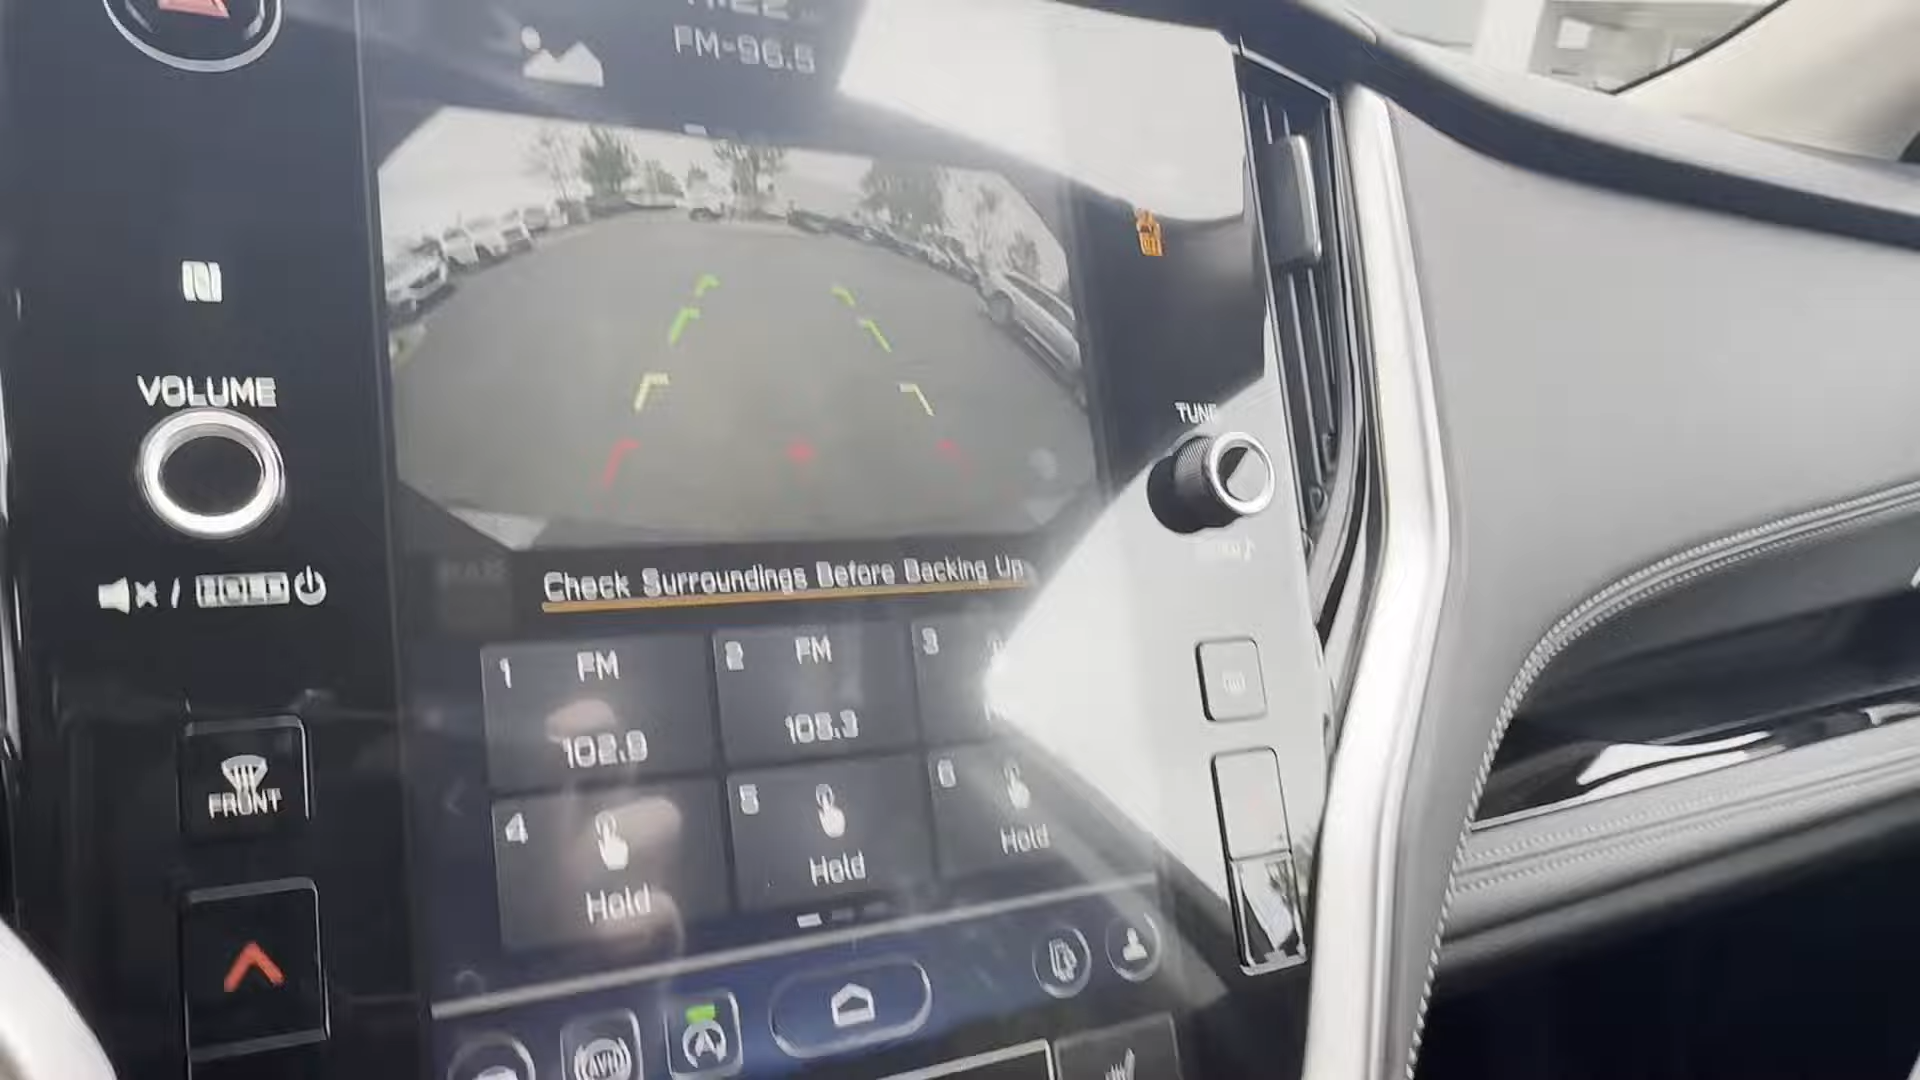 FM-96.5
VOLUME
TUNE
HOLD
Check Surroundings Before Backing Up
1 FM
102.9
2 FM
105.3
3
4
Hold
5
Hold
6
Hold
FRONT